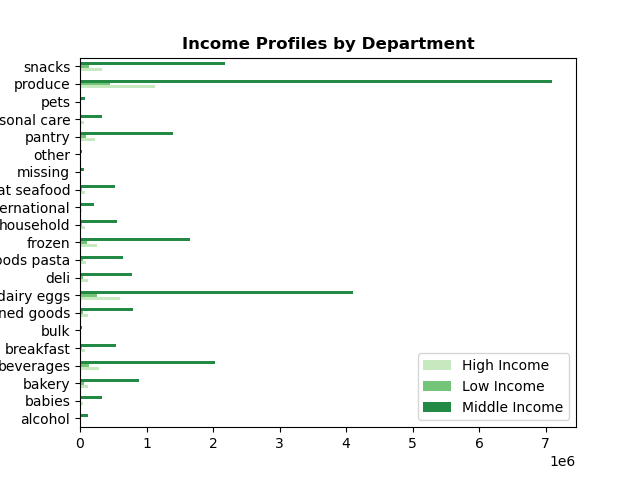 Income Profiles by Department
snacks
produce
pets
sonal care
pantry
other
missing
at seafood
ernational
household
frozen
oods pasta
deli
dairy eggs
ned goods
bulk
breakfast
beverages
bakery
babies
alcohol
High Income
Low Income
Middle Income
0 1 2 3 4 5 6 7
1e6